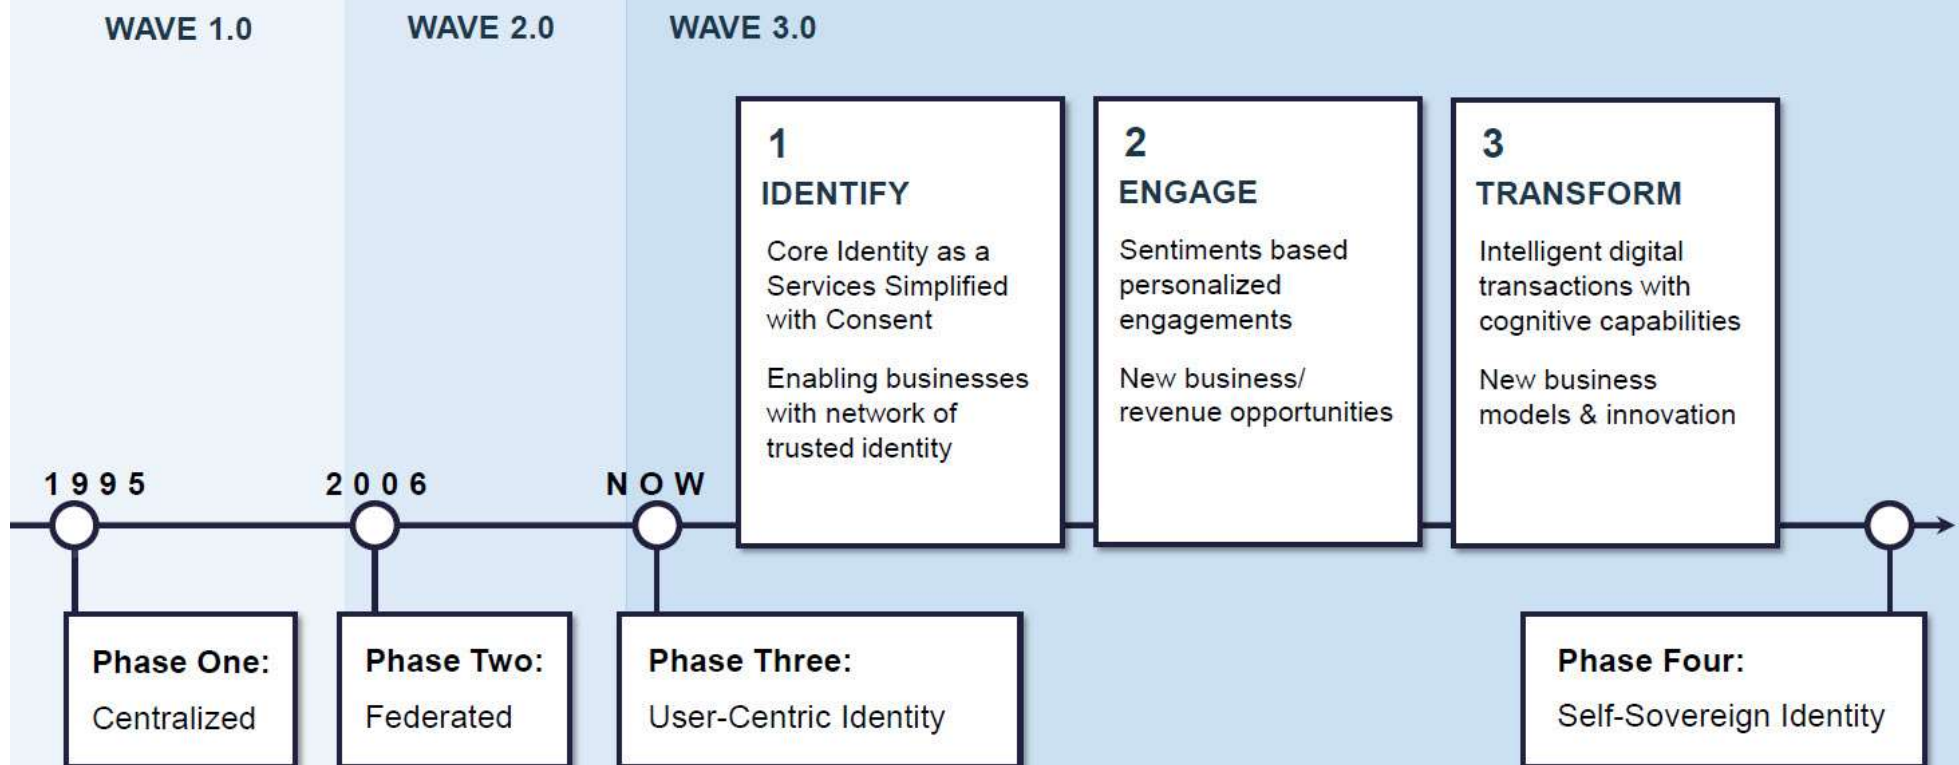 WAVE 1.0
WAVE 2.0
WAVE 3.0
1
IDENTIFY
Core Identity as a
Services Simplified
with Consent
Enabling businesses
with network of
trusted identity
2
ENGAGE
Sentiments based
personalized
engagements
New business/
revenue opportunities
3
TRANSFORM
Intelligent digital
transactions with
cognitive capabilities
New business
models & innovation
1995
2006
NOW
Phase One:
Centralized
Phase Two:
Federated
Phase Three:
User-Centric Identity
Phase Four:
Self-Sovereign Identity